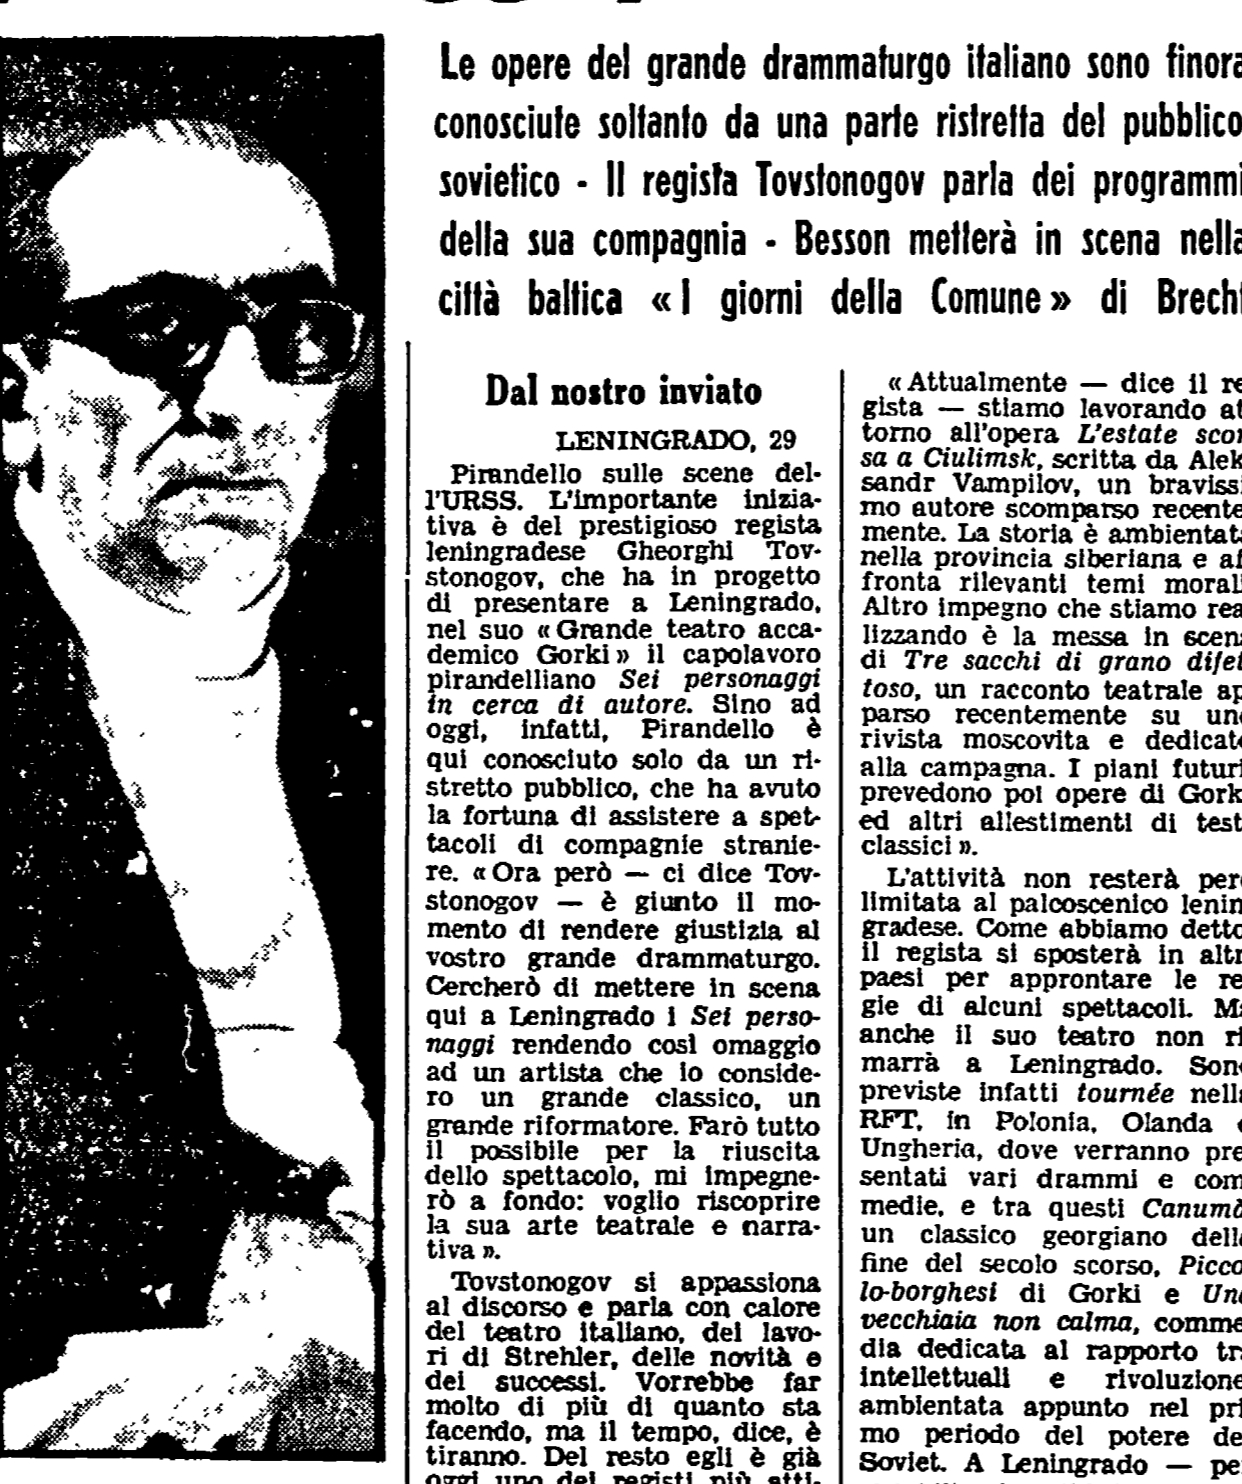 Le opere del grande drammaturgo italiano sono finora
conosciute soltanto da una parte ristretta del pubblico
sovietico - Il regista Tovstonogov parla dei programmi
della sua compagnia - Besson metterà in scena nella
città baltica « I giorni della Comune » di Brecht
Dal nostro inviato
LENINGRADO, 29
Pirandello sulle scene del-
l'URSS. L'importante inizia-
tiva è del prestigioso regista
leningradese Gheorghi Tov-
stonogov, che ha in progetto
di presentare a Leningrado,
nel suo « Grande teatro acca-
demico Gorki » il capolavoro
pirandelliano Sei personaggi
in cerca di autore. Sino ad
oggi, infatti, Pirandello è
qui conosciuto solo da un ri-
stretto pubblico, che ha avuto
la fortuna di assistere a spet-
tacoli di compagnie stranie-
re. « Ora però — ci dice Tov-
stonogov — è giunto il mo-
mento di rendere giustizia al
vostro grande drammaturgo.
Cercherò di mettere in scena
qui a Leningrado i Sei perso-
naggi rendendo così omaggio
ad un artista che io conside-
ro un grande classico, un
grande riformatore. Farò tutto
il possibile per la riuscita
dello spettacolo, mi impegne-
rò a fondo: voglio riscoprire
la sua arte teatrale e narra-
tiva ».
Tovstonogov si appassiona
al discorso e parla con calore
del teatro italiano, dei lavo-
ri di Strehler, delle novità e
dei successi. Vorrebbe far
molto di più di quanto sta
facendo, ma il tempo, dice, è
tiranno. Del resto egli è già
oggi uno dei registi più atti-
« Attualmente — dice il re
gista — stiamo lavorando at
torno all'opera L'estate scor
sa a Ciulimsk, scritta da Alek
sandr Vampilov, un bravissi
mo autore scomparso recente
mente. La storia è ambientata
nella provincia siberiana e af
fronta rilevanti temi morali
Altro impegno che stiamo rea
lizzando è la messa in scena
di Tre sacchi di grano difet
toso, un racconto teatrale ap
parso recentemente su una
rivista moscovita e dedicato
alla campagna. I piani futuri
prevedono poi opere di Gorki
ed altri allestimenti di testi
classici ».
L'attività non resterà però
limitata al palcoscenico lenin
gradese. Come abbiamo detto
il regista si sposterà in altri
paesi per approntare le re
gie di alcuni spettacoli. Ma
anche il suo teatro non ri
marrà a Leningrado. Sono
previste infatti tournée nella
RFT, in Polonia, Olanda e
Ungheria, dove verranno pre
sentati vari drammi e com
medie, e tra questi Canumà
un classico georgiano della
fine del secolo scorso, Picco
lo-borghesi di Gorki e Una
vecchiaia non calma, comme
dia dedicata al rapporto tra
intellettuali e rivoluzione
ambientata appunto nel pri
mo periodo del potere dei
Soviet. A Leningrado — per